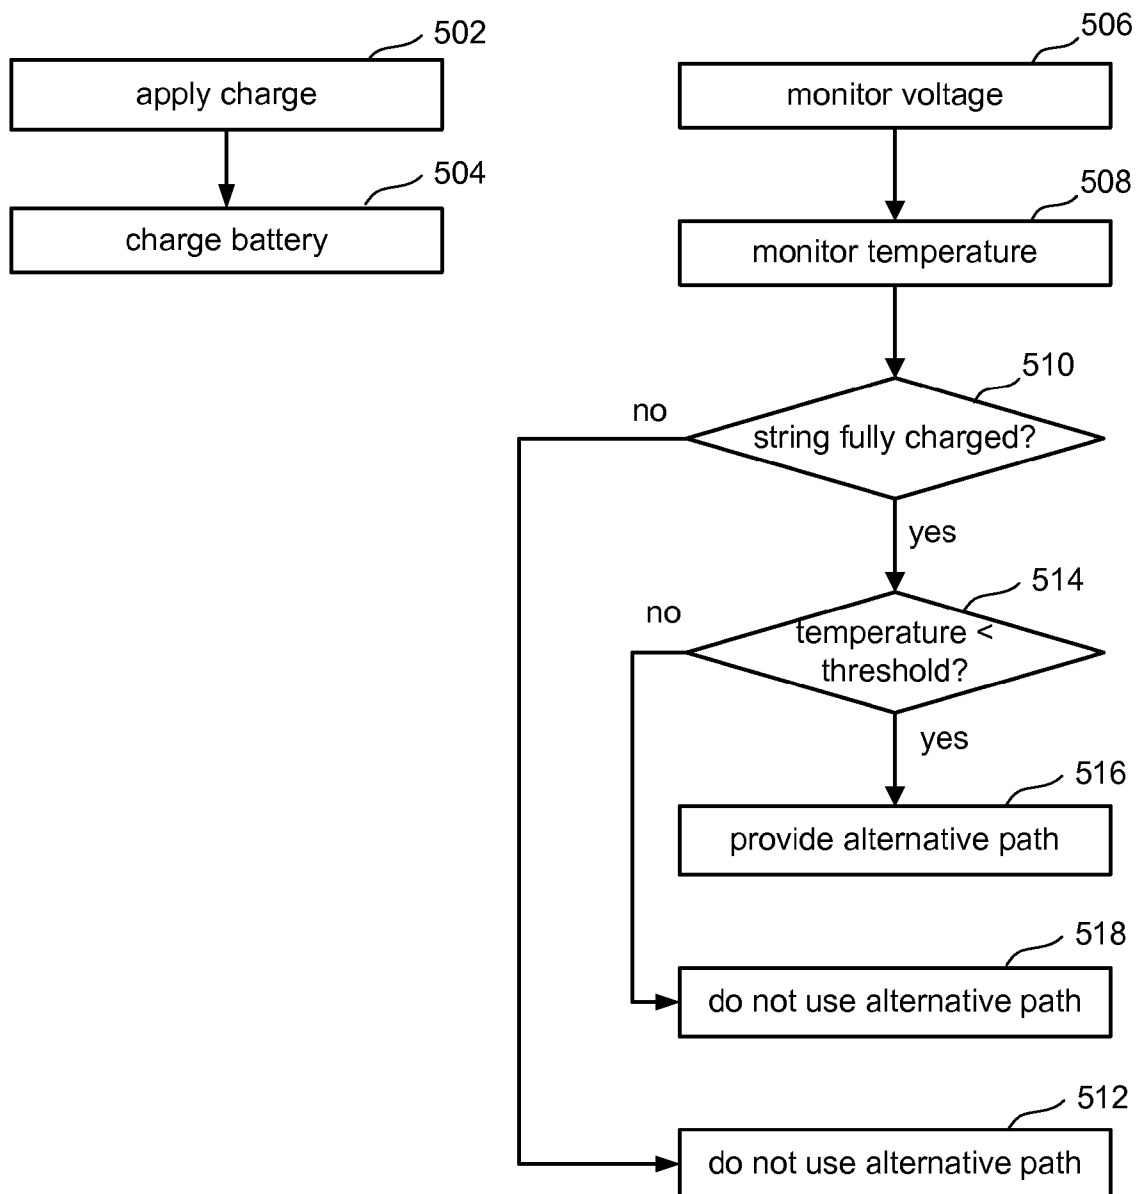 502
apply charge
504
charge battery
506
monitor voltage
508
monitor temperature
510
no
string fully charged?
yes
514
no
temperature <
threshold?
yes
516
provide alternative path
518
do not use alternative path
512
do not use alternative path